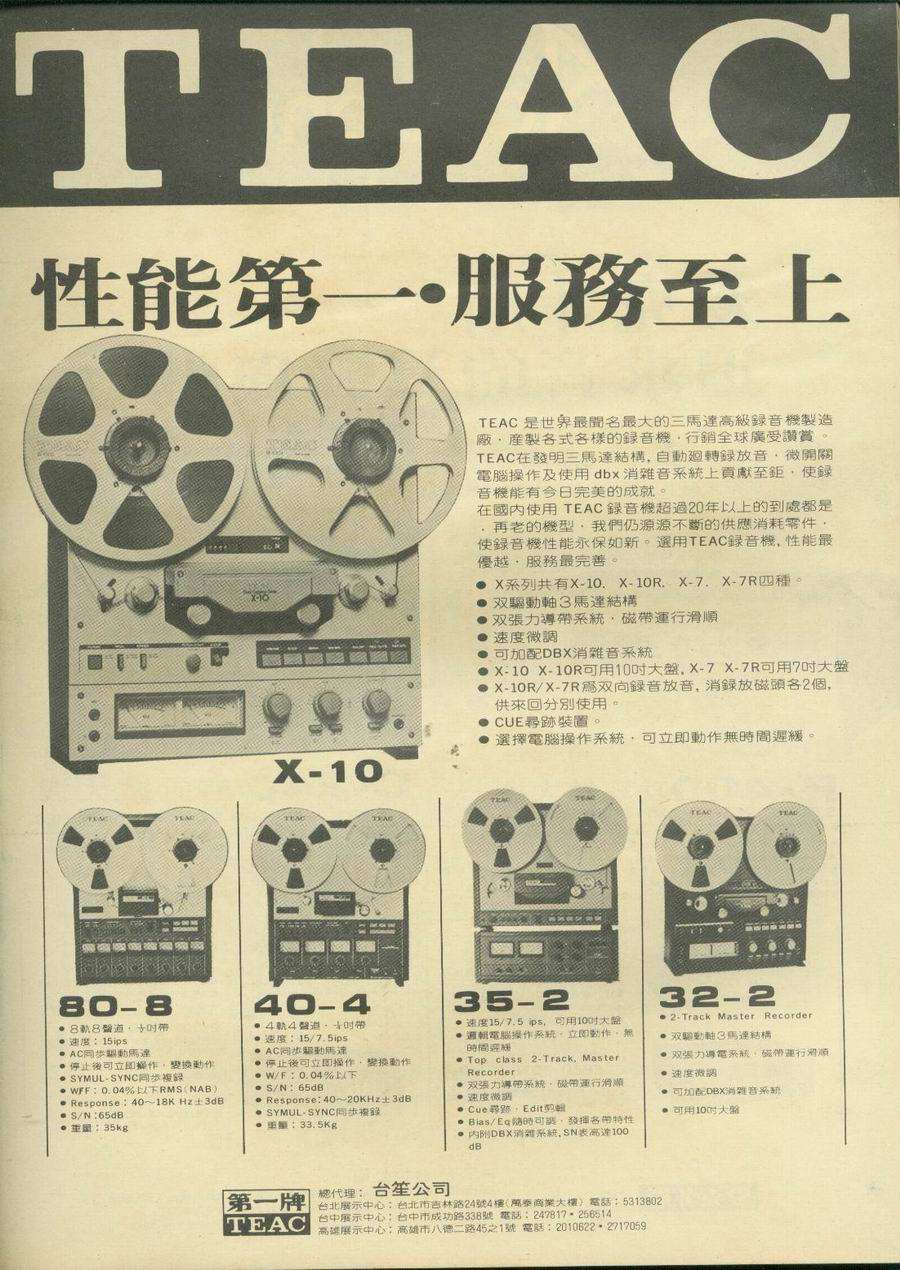 TEAC
性能第一•服務至上
TEAC 是世界最聞名最大的三馬達高級録音機製造
廠．産製各式各樣的録音機．行銷全球廣受讚賞。
TEAC在發明三馬達結構, 自動廻轉録放音．微開關
電腦操作及使用 dbx 消雜音系統上貢獻至鉅．使録
音機能有今日完美的成就。
在國内使用 TEAC 録音機超過20年以上的到處都是
．再老的機型．我們仍源源不斷的供應消耗零件．
使録音機性能永保如新。選用TEAC録音機, 性能最
優越．服務最完善。
● X系列共有X-10. X-10R. X-7. X-7R四種。
● 双驅動軸3馬達結構
● 双張力導帶系統．磁帶運行滑順
● 速度微調
● 可加配DBX消雜音系統
● X-10 X-10R可用10吋大盤, X-7 X-7R可用7吋大盤
● X-10R/X-7R爲双向録音放音, 消録放磁頭各2個,
供來回分別使用。
● CUE尋跡裝置。
● 選擇電腦操作系統．可立即動作無時間遲緩。
X-10
TEAC TEAC
TEAC TEAC
TEAC TEAC
TEAC TEAC
80-8
● 8軌8聲道．½吋帶
● 速度：15ips
● AC同步驅動馬達
● 停止後可立即操作．變換動作
● SYMUL-SYNC同步複録
● WFF：0.04%以下RMS(NAB)
● Response：40～18K Hz±3dB
● S/N：65dB
● 重量：35kg
40-4
● 4軌4聲道．¼吋帶
● 速度：15/7.5ips
● AC同步驅動馬達
● 停止後可立即操作．變換動作
● W/F：0.04%以下
● S/N：65dB
● Response：40～20KHz±3dB
● SYMUL-SYNC同步複録
● 重量：33.5Kg
35-2
● 速度15/7.5 ips, 可用10吋大盤
● 邏輯電腦操作系統．立即動作．無
時間遲緩
● Top class 2-Track, Master
Recorder
● 双張力導帶系統．磁帶運行滑順
● 速度微調
● Cue尋跡．Edit剪輯
● Bias/Eq隨時可調．發揮各帶特性
● 内附DBX消雜系統, SN表高達100
dB
32-2
● 2-Track Master Recorder
● 双驅動軸3馬達結構
● 双張力導電系統．磁帶運行滑順
● 速度微調
● 可加配DBX消雜音系統
● 可用10吋大盤
第一牌
TEAC
總代理：台笙公司
台北展示中心：台北市吉林路24號4樓(萬泰商業大樓) 電話：5313802
台中展示中心：台中市成功路338號 電話：247817•256514
高雄展示中心：高雄市八德二路45之1號 電話：2010622•2717059